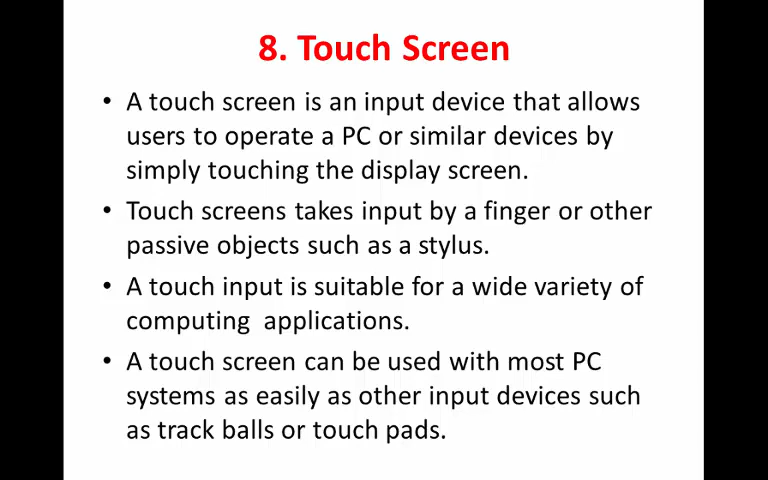 8. Touch Screen
• A touch screen is an input device that allows
users to operate a PC or similar devices by
simply touching the display screen.
• Touch screens takes input by a finger or other
passive objects such as a stylus.
• A touch input is suitable for a wide variety of
computing  applications.
• A touch screen can be used with most PC
systems as easily as other input devices such
as track balls or touch pads.